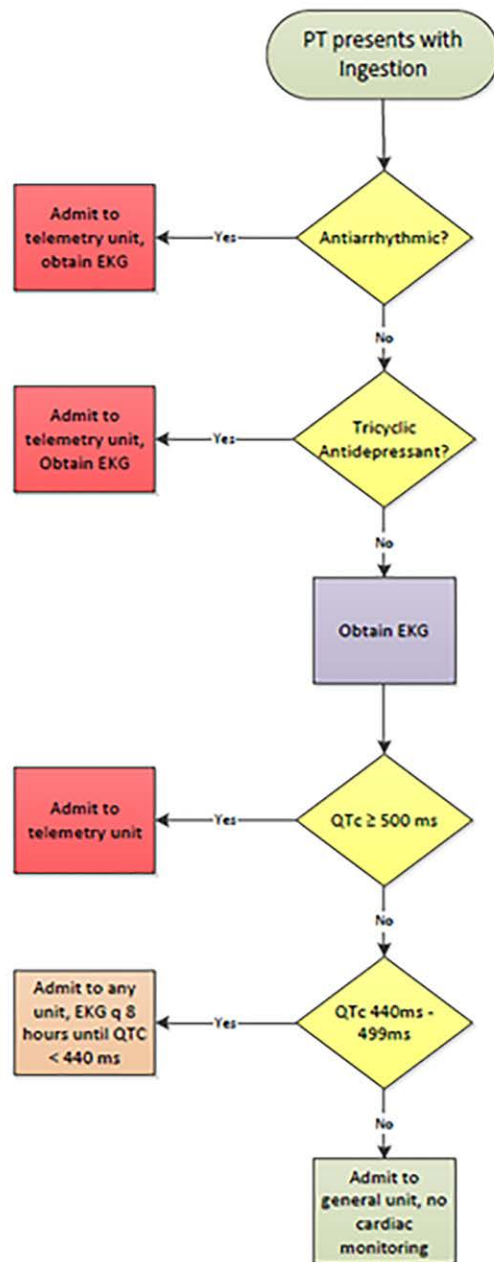 PT presents with
Ingestion
Antiarrhythmic?
Yes
Admit to
telemetry unit,
obtain EKG
No
Tricyclic
Antidepressant?
Yes
Admit to
telemetry unit,
Obtain EKG
No
Obtain EKG
QTc ≥ 500 ms
Yes
Admit to
telemetry unit
No
QTc 440ms -
499ms
Yes
Admit to any
unit, EKG q 8
hours until QTC
< 440 ms
No
Admit to
general unit, no
cardiac
monitoring